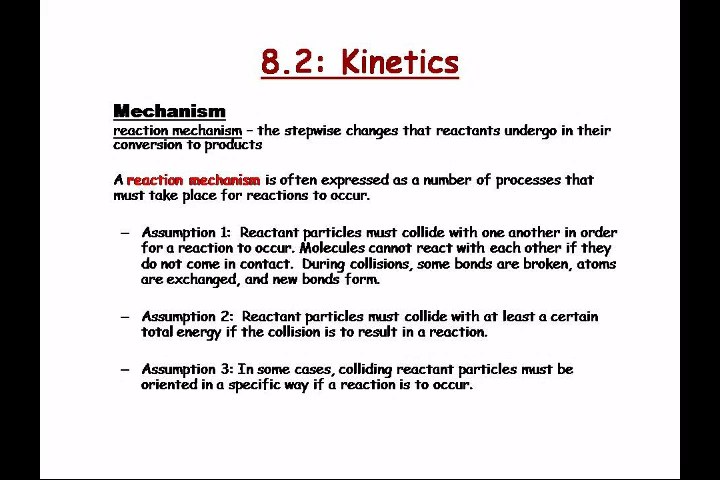 8.2: Kinetics
Mechanism
reaction mechanism – the stepwise changes that reactants undergo in their
conversion to products
A reaction mechanism is often expressed as a number of processes that
must take place for reactions to occur.
– Assumption 1: Reactant particles must collide with one another in order
for a reaction to occur. Molecules cannot react with each other if they
do not come in contact. During collisions, some bonds are broken, atoms
are exchanged, and new bonds form.
– Assumption 2: Reactant particles must collide with at least a certain
total energy if the collision is to result in a reaction.
– Assumption 3: In some cases, colliding reactant particles must be
oriented in a specific way if a reaction is to occur.